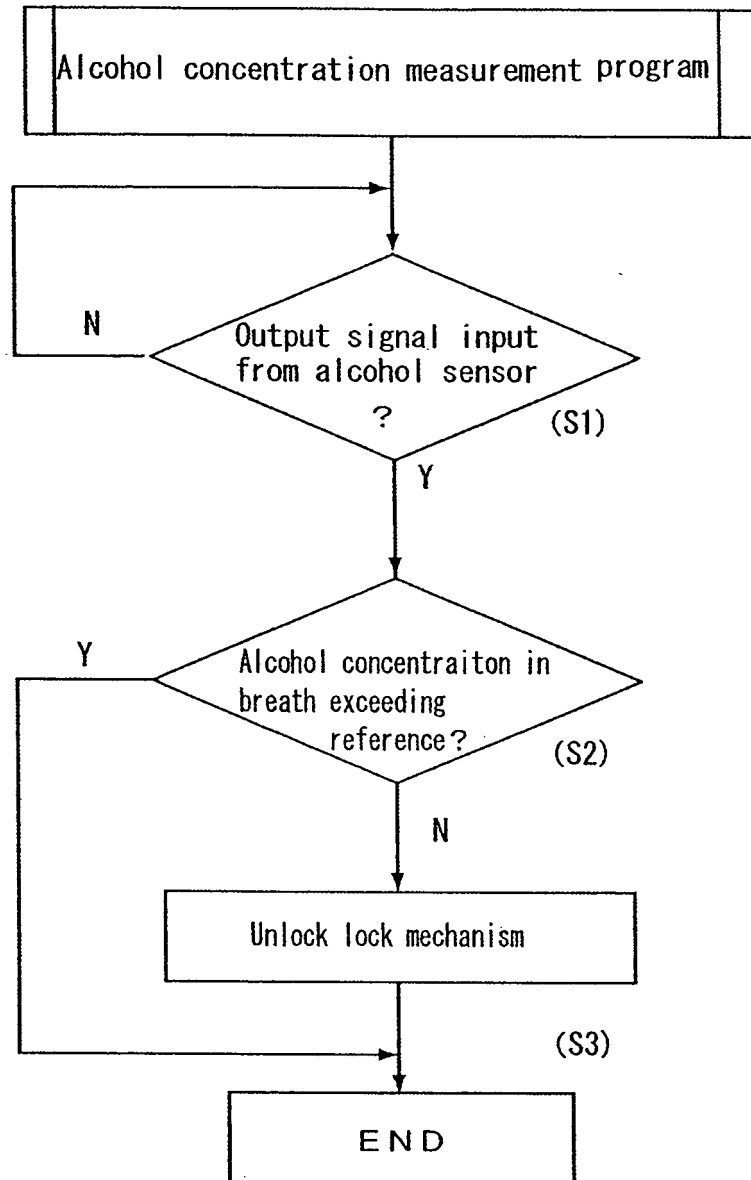 Alcohol concentration measurement program
N
Output signal input
from alcohol sensor
?
(S1)
Y
Y
Alcohol concentraiton in
breath exceeding
reference?
(S2)
N
Unlock lock mechanism
(S3)
END